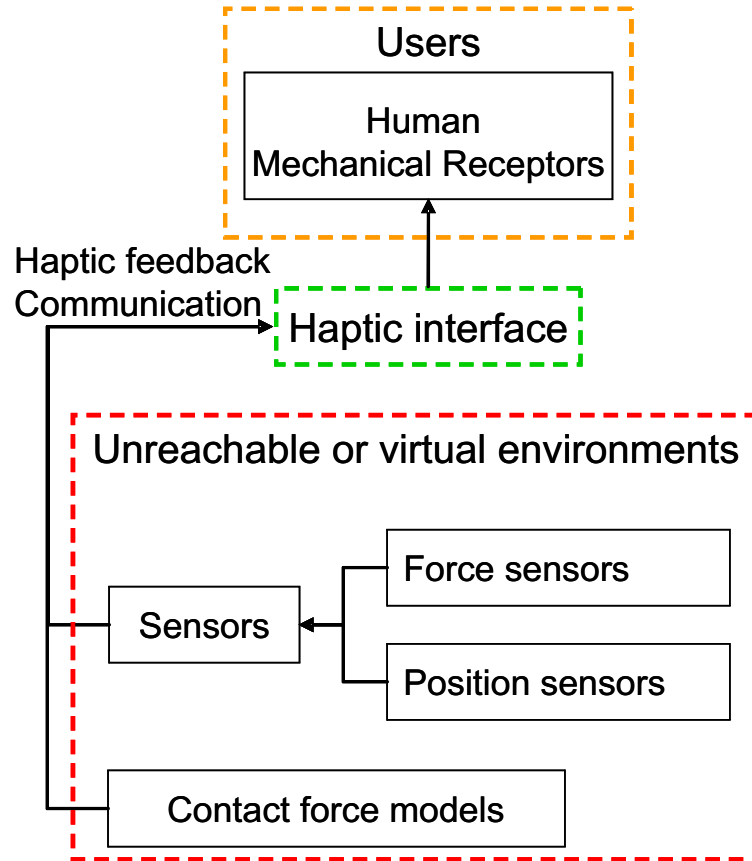 Users
Human
Mechanical Receptors
Haptic feedback
Communication
Haptic interface
Unreachable or virtual environments
Force sensors
Sensors
Position sensors
Contact force models